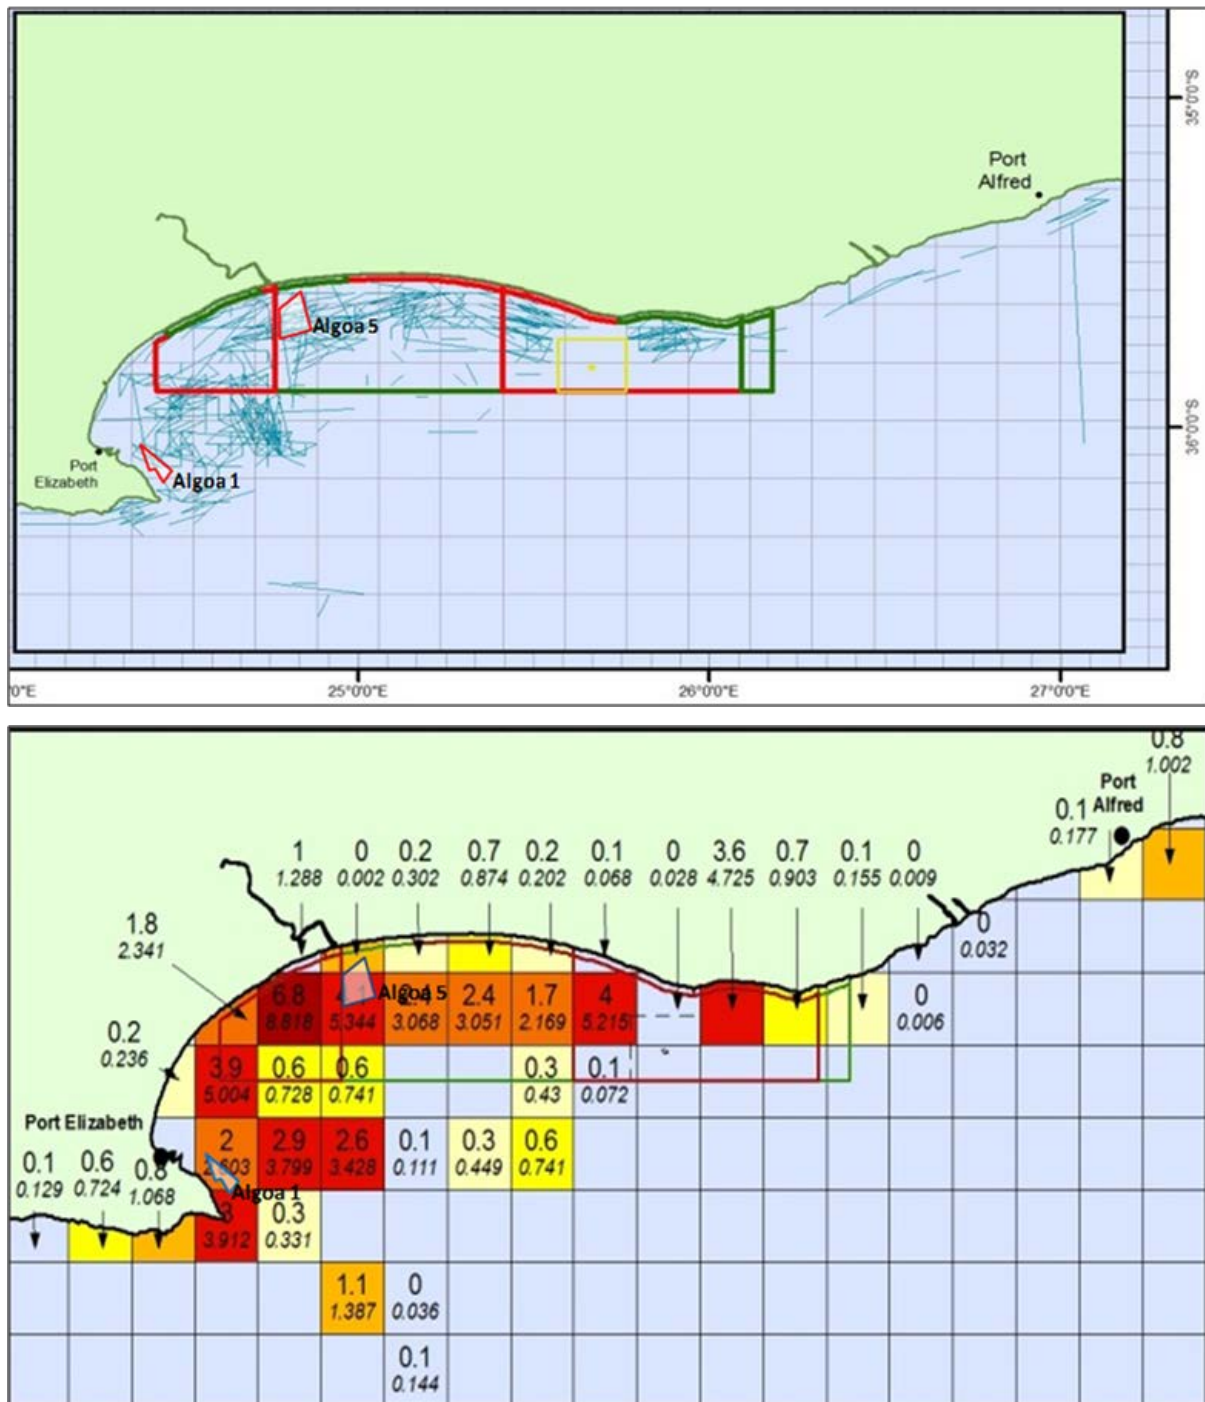 35°0'0"S
Port
Alfred
Algoa 5
36°0'0"S
Port
Elizabeth
Algoa 1
0'0"E
25°0'0"E
26°0'0"E
27°0'0"E
0.8
1.002
Port
Alfred
0.1
0.177
1 0 0.2 0.7 0.2 0.1 0 3.6 0.7 0.1 0
1.288 0.002 0.302 0.874 0.202 0.068 0.028 4.725 0.903 0.155 0.009
1.8
2.341
0
0.032
6.8 2.4 1.7 4 0
8.818 5.344 3.068 3.051 2.169 5.215 0.006
Algoa 5
0.2
0.236
3.9 0.6 0.6 0.3 0.1
5.004 0.728 0.741 0.43 0.072
Port Elizabeth
2 2.9 2.6 0.1 0.3 0.6
2.603 3.799 3.428 0.111 0.449 0.741
0.1 0.6 0.8
0.129 0.724 1.068
Algoa 1
3 0.3
3.912 0.331
1.1 0
1.387 0.036
0.1
0.144